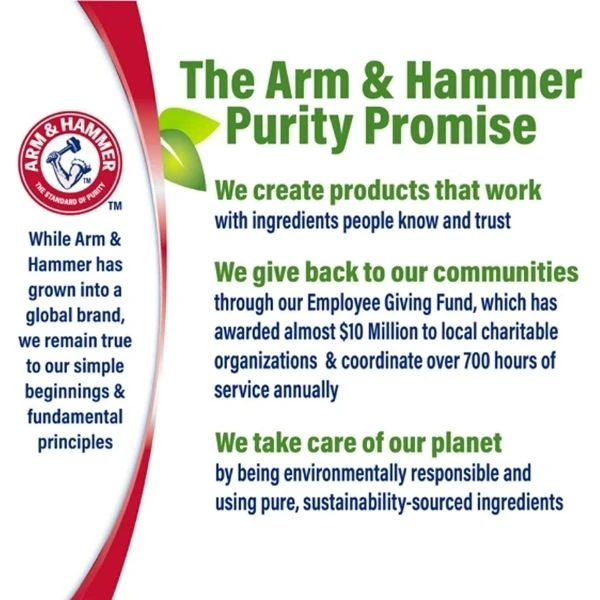 The Arm & Hammer
Purity Promise
ARM & HAMMER
THE STANDARD OF PURITY
TM
TM
While Arm &
Hammer has
grown into a
global brand,
we remain true
to our simple
beginnings &
fundamental
principles
We create products that work
with ingredients people know and trust
We give back to our communities
through our Employee Giving Fund, which has
awarded almost $10 Million to local charitable
organizations & coordinate over 700 hours of
service annually
We take care of our planet
by being environmentally responsible and
using pure, sustainability-sourced ingredients